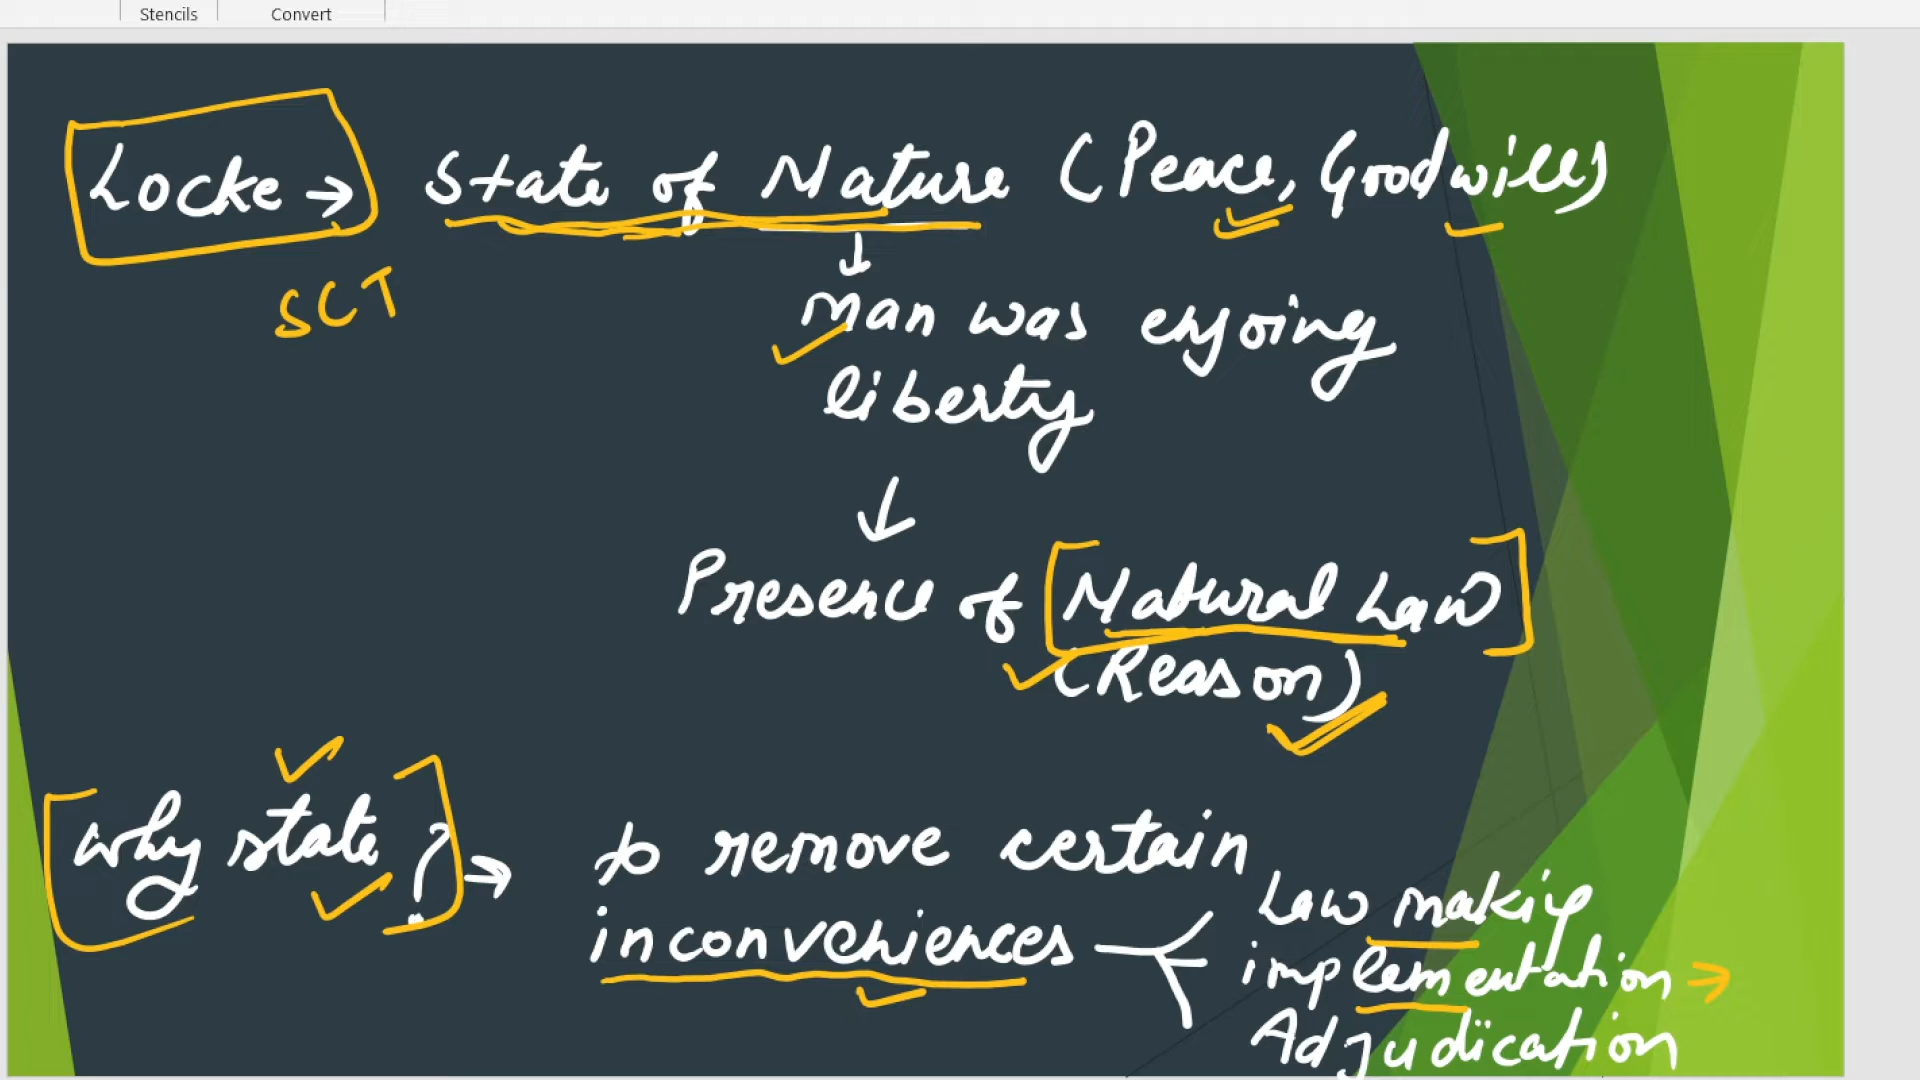 Stencils Convert
Locke → State of Nature (Peace, Goodwill)
SCT
↓
Man was enjoing
liberty
↓
Presence of [Natural Law]
(Reason)
[why state ?] → to remove certain
inconveniences
Law making
implementation →
Adjudication